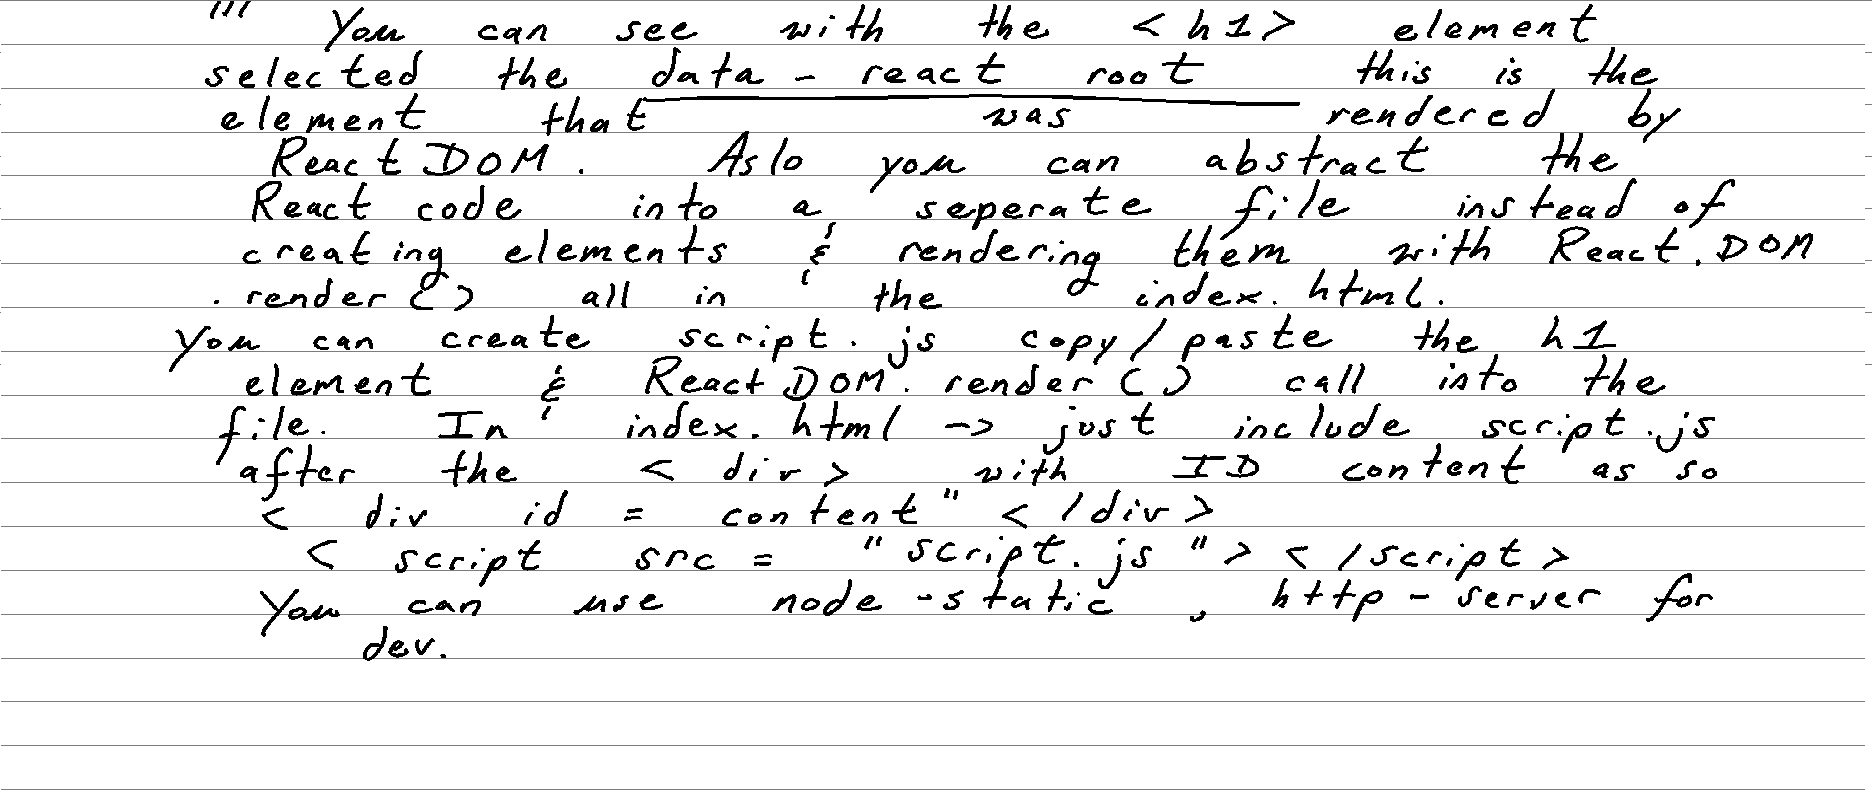 ''' You can see with the <h1> element
selected the data - react root this is the
element that was rendered by
React DOM. Aslo you can abstract the
React code into a seperate file instead of
creating elements & rendering them with React.DOM
.render() all in the index.html.
You can create script.js copy/paste the h1
element & React DOM.render() call into the
file. In index.html -> just include script.js
after the <div> with ID content as so
< div id = content" < /div>
< script src = "script.js"> < /script>
You can use node-static, http-server for
dev.